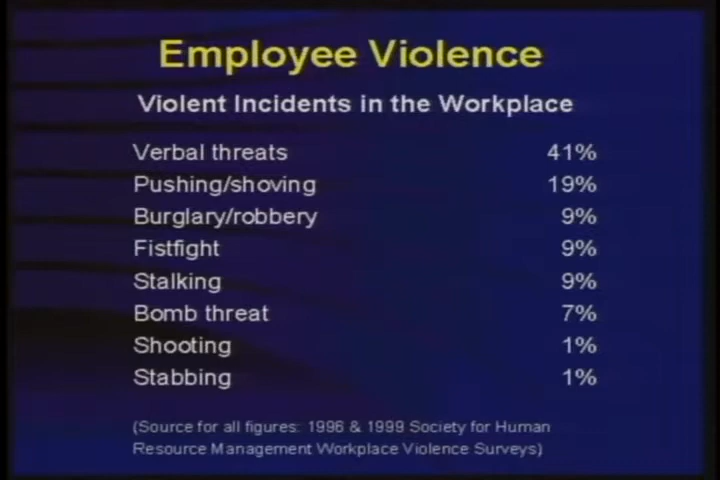 Employee Violence
Violent Incidents in the Workplace
Verbal threats 41%
Pushing/shoving 19%
Burglary/robbery 9%
Fistfight 9%
Stalking 9%
Bomb threat 7%
Shooting 1%
Stabbing 1%
(Source for all figures: 1996 & 1999 Society for Human
Resource Management Workplace Violence Surveys)